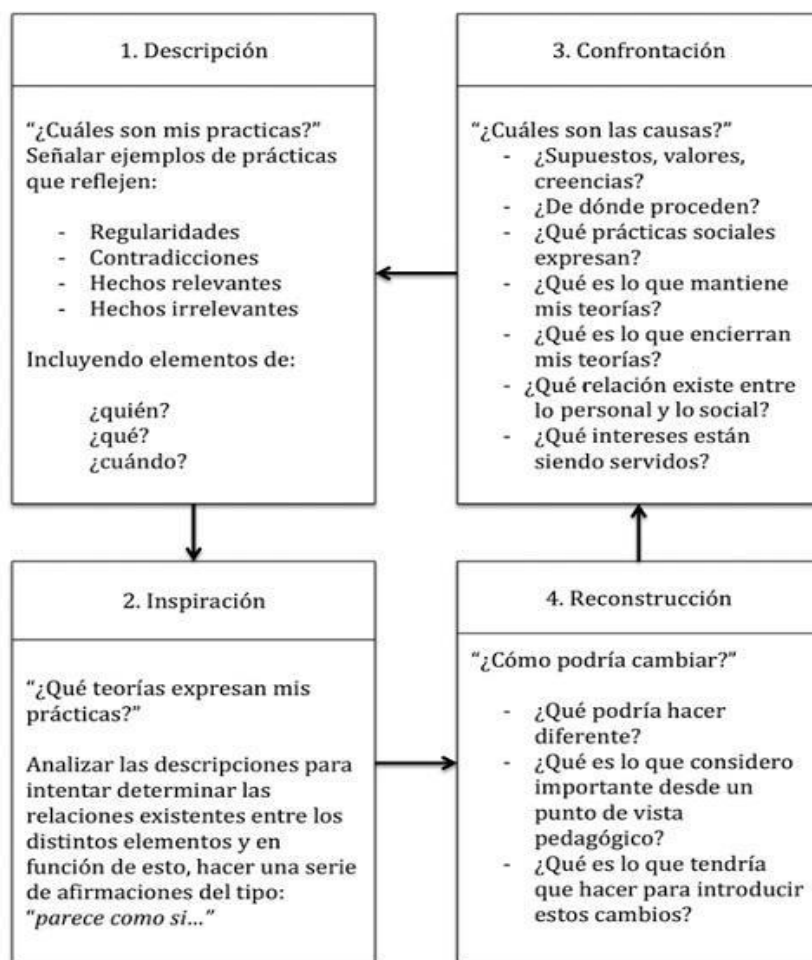 1. Descripción
“¿Cuáles son mis practicas?”
Señalar ejemplos de prácticas
que reflejen:
- Regularidades
- Contradicciones
- Hechos relevantes
- Hechos irrelevantes
Incluyendo elementos de:
¿quién?
¿qué?
¿cuándo?
2. Inspiración
“¿Qué teorías expresan mis
prácticas?”
Analizar las descripciones para
intentar determinar las
relaciones existentes entre los
distintos elementos y en
función de esto, hacer una serie
de afirmaciones del tipo:
“parece como si...”
3. Confrontación
“¿Cuáles son las causas?”
- ¿Supuestos, valores,
creencias?
- ¿De dónde proceden?
- ¿Qué prácticas sociales
expresan?
- ¿Qué es lo que mantiene
mis teorías?
- ¿Qué es lo que encierran
mis teorías?
- ¿Qué relación existe entre
lo personal y lo social?
- ¿Qué intereses están
siendo servidos?
4. Reconstrucción
“¿Cómo podría cambiar?”
- ¿Qué podría hacer
diferente?
- ¿Qué es lo que considero
importante desde un
punto de vista
pedagógico?
- ¿Qué es lo que tendría
que hacer para introducir
estos cambios?